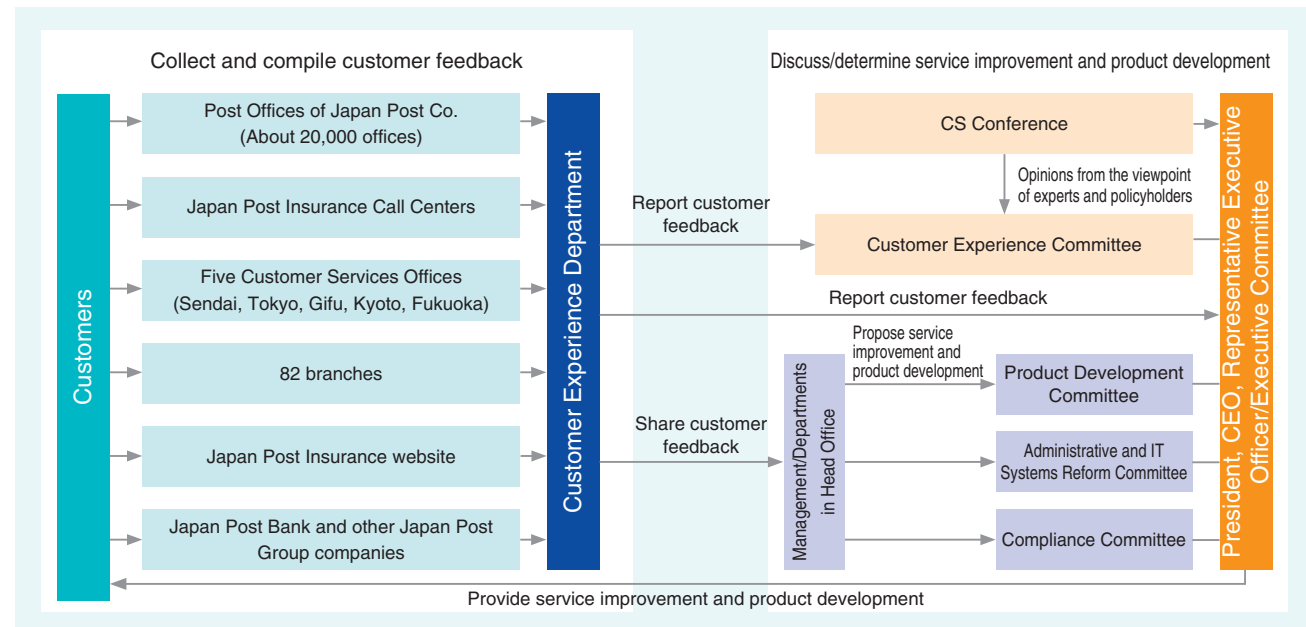 Collect and compile customer feedback
Customers
Post Offices of Japan Post Co.
(About 20,000 offices)
Japan Post Insurance Call Centers
Five Customer Services Offices
(Sendai, Tokyo, Gifu, Kyoto, Fukuoka)
82 branches
Japan Post Insurance website
Japan Post Bank and other Japan Post
Group companies
Customer Experience Department
Report customer
feedback
Share customer
feedback
Discuss/determine service improvement and product development
CS Conference
Opinions from the viewpoint
of experts and policyholders
Customer Experience Committee
Report customer feedback
Management/Departments
in Head Office
Propose service
improvement and
product development
Product Development
Committee
Administrative and IT
Systems Reform Committee
Compliance Committee
President, CEO, Representative Executive
Officer/Executive Committee
Provide service improvement and product development